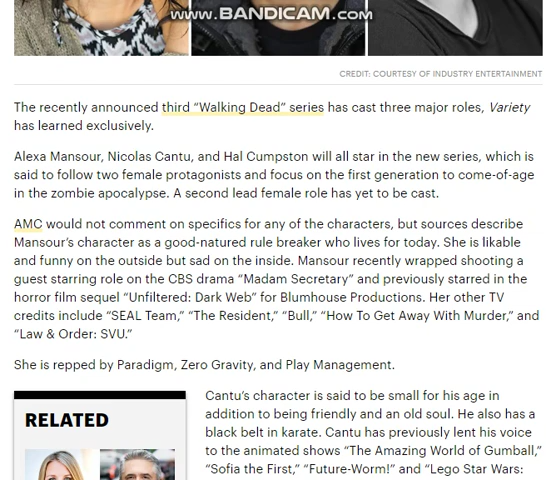 www.BANDICAM.com
CREDIT: COURTESY OF INDUSTRY ENTERTAINMENT
The recently announced third “Walking Dead” series has cast three major roles, Variety
has learned exclusively.
Alexa Mansour, Nicolas Cantu, and Hal Cumpston will all star in the new series, which is
said to follow two female protagonists and focus on the first generation to come-of-age
in the zombie apocalypse. A second lead female role has yet to be cast.
AMC would not comment on specifics for any of the characters, but sources describe
Mansour’s character as a good-natured rule breaker who lives for today. She is likable
and funny on the outside but sad on the inside. Mansour recently wrapped shooting a
guest starring role on the CBS drama “Madam Secretary” and previously starred in the
horror film sequel “Unfiltered: Dark Web” for Blumhouse Productions. Her other TV
credits include “SEAL Team,” “The Resident,” “Bull,” “How To Get Away With Murder,” and
“Law & Order: SVU.”
She is repped by Paradigm, Zero Gravity, and Play Management.
RELATED
Cantu’s character is said to be small for his age in
addition to being friendly and an old soul. He also has a
black belt in karate. Cantu has previously lent his voice
to the animated shows “The Amazing World of Gumball,”
“Sofia the First,” “Future-Worm!” and “Lego Star Wars: